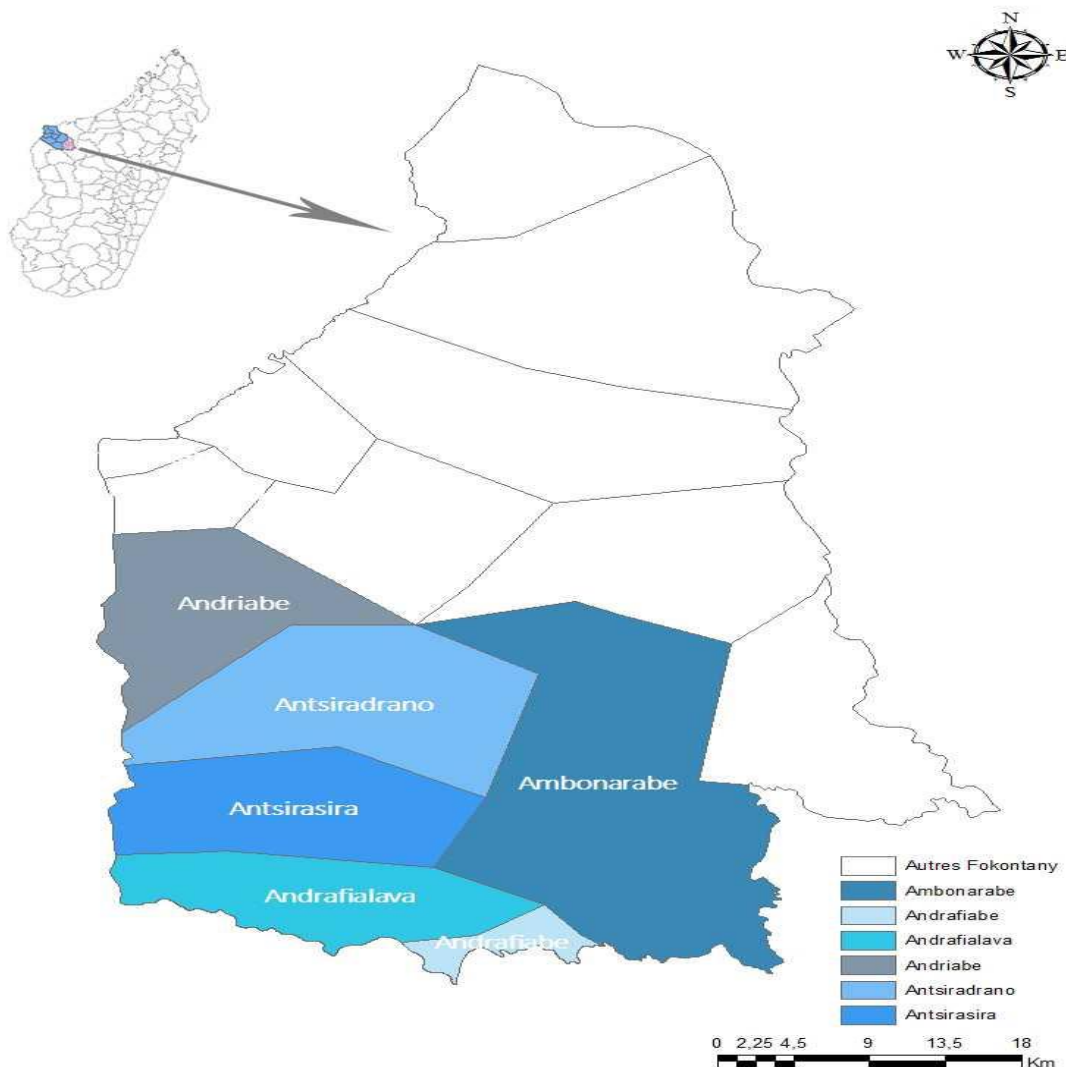 N
W E
S
Andriabe
Antsiradrano
Ambonarabe
Antsirasira
Andrafialava
Andrafiabe
Autres Fokontany
Ambonarabe
Andrafiabe
Andrafialava
Andriabe
Antsiradrano
Antsirasira
0 2,25 4,5 9 13,5 18
Km